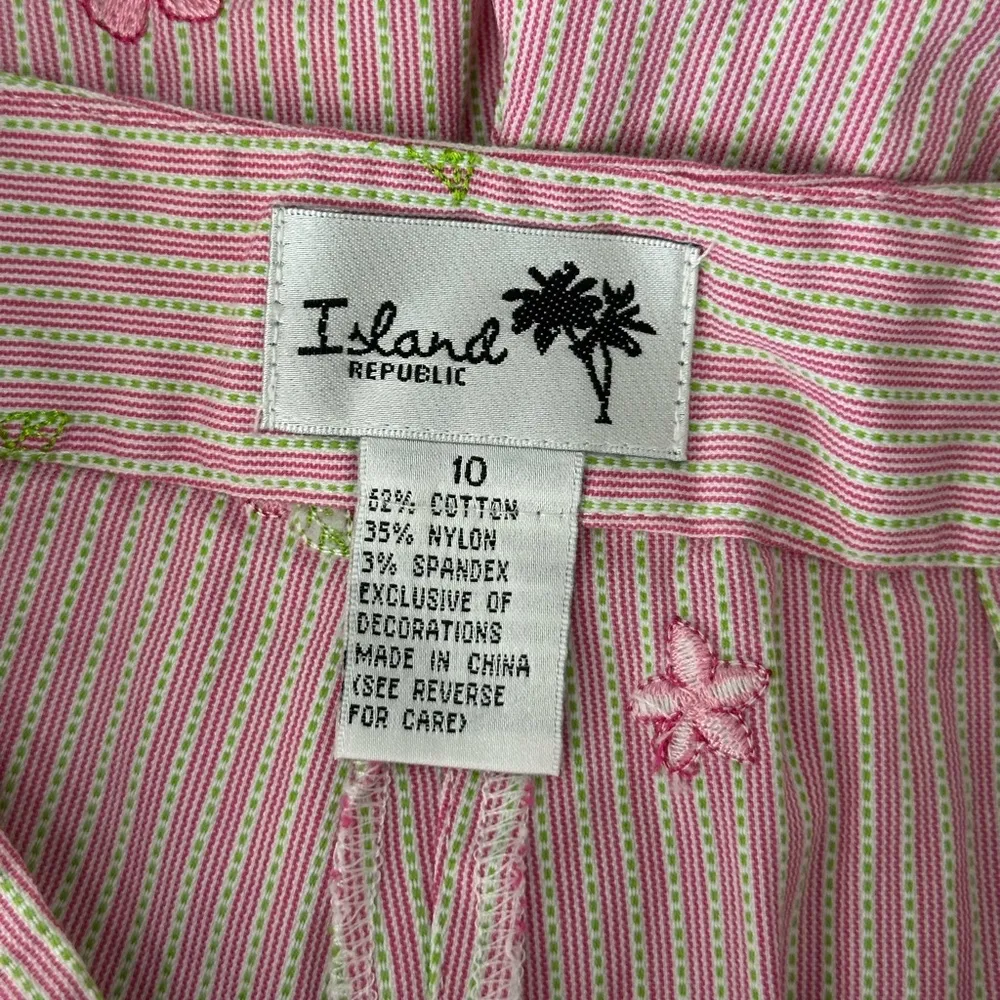 Island
REPUBLIC
10
62% COTTON
35% NYLON
3% SPANDEX
EXCLUSIVE OF
DECORATIONS
MADE IN CHINA
(SEE REVERSE
FOR CARE)